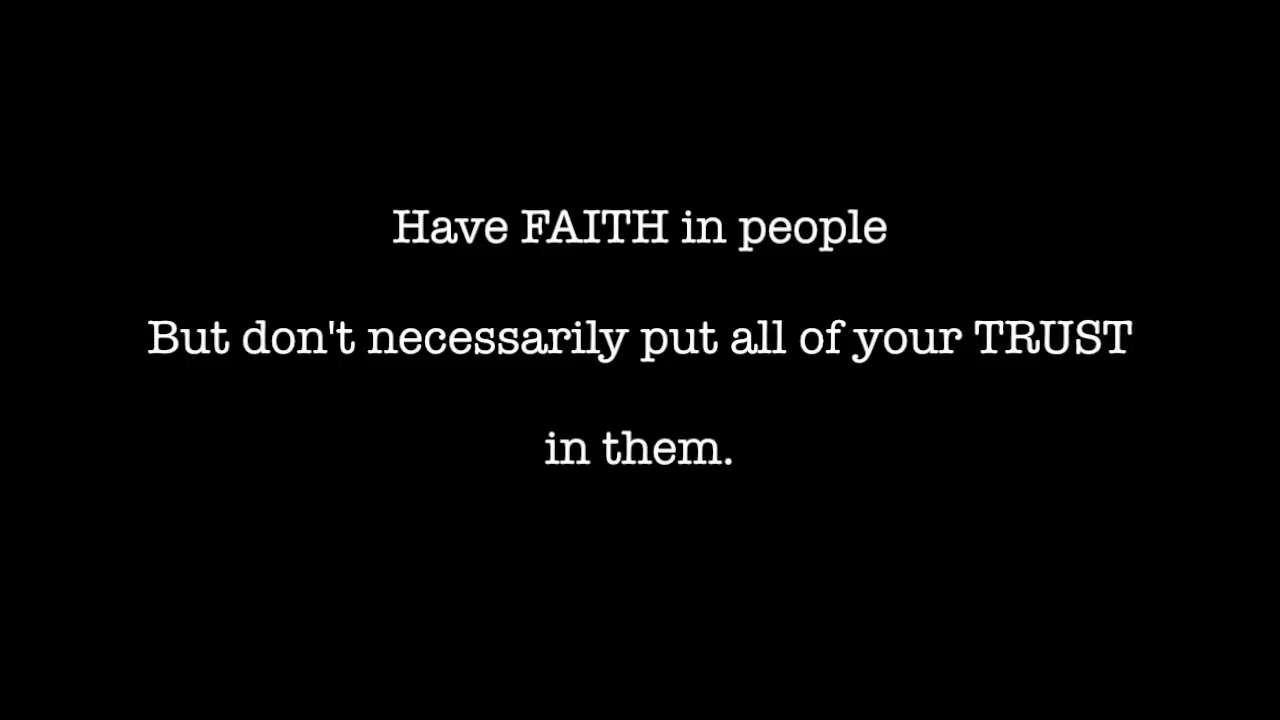 Have FAITH in people
But don't necessarily put all of your TRUST
in them.